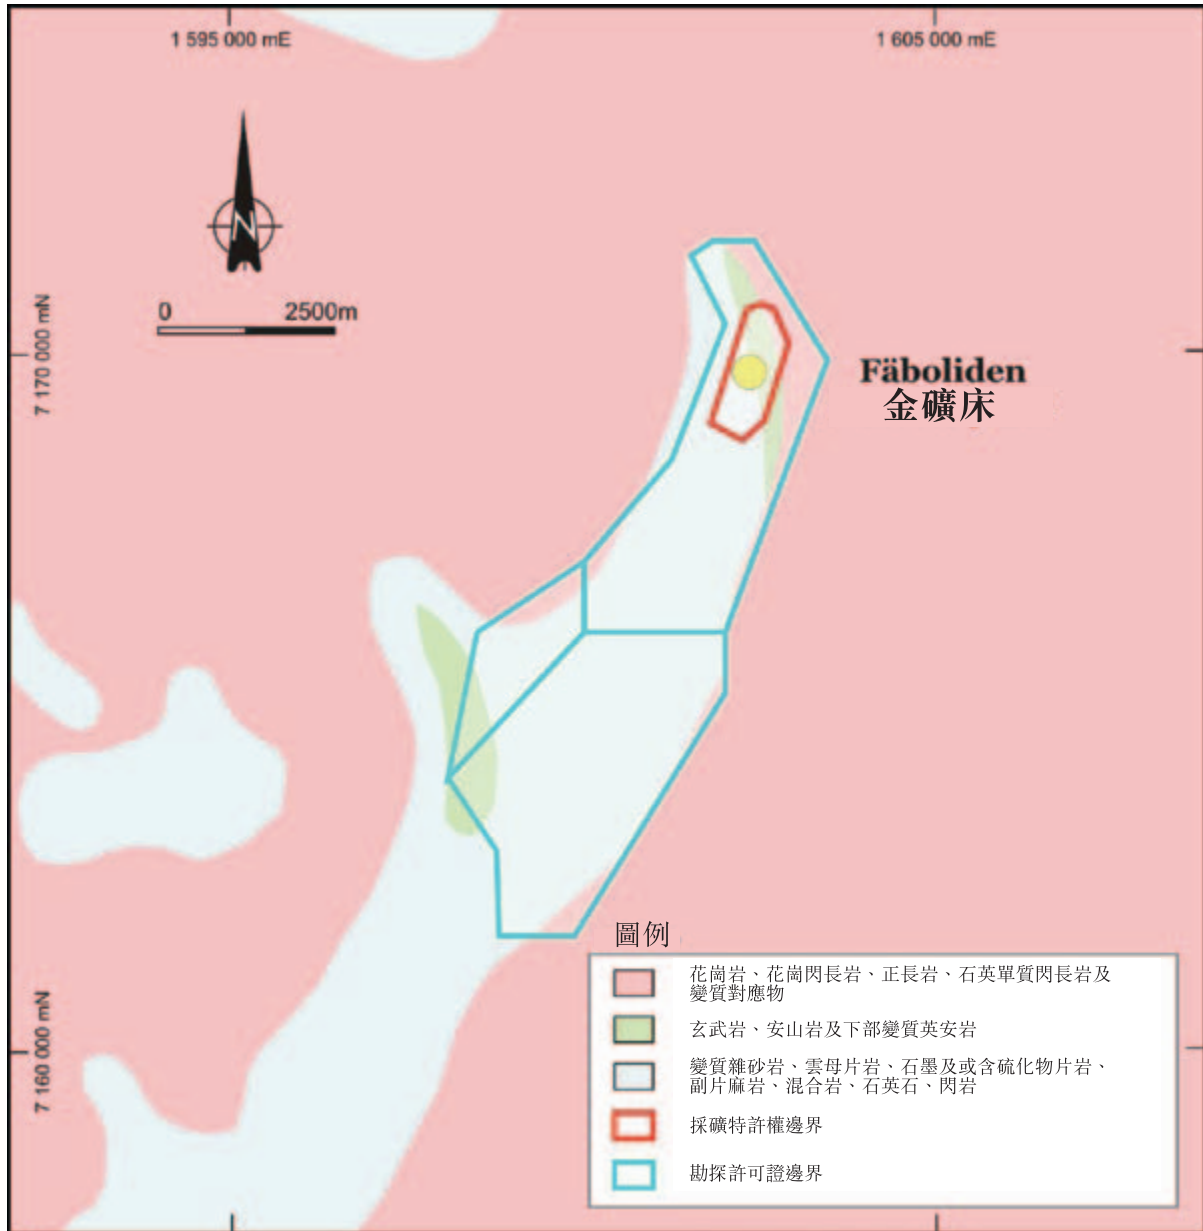 1 595 000 mE
1 605 000 mE
N
0 2500m
7 170 000 mN
Fäboliden
金礦床
7 160 000 mN
圖例
花崗岩、花崗閃長岩、正長岩、石英單質閃長岩及
變質對應物
玄武岩、安山岩及下部變質英安岩
變質雜砂岩、雲母片岩、石墨及或含硫化物片岩、
副片麻岩、混合岩、石英石、閃岩
採礦特許權邊界
勘探許可證邊界